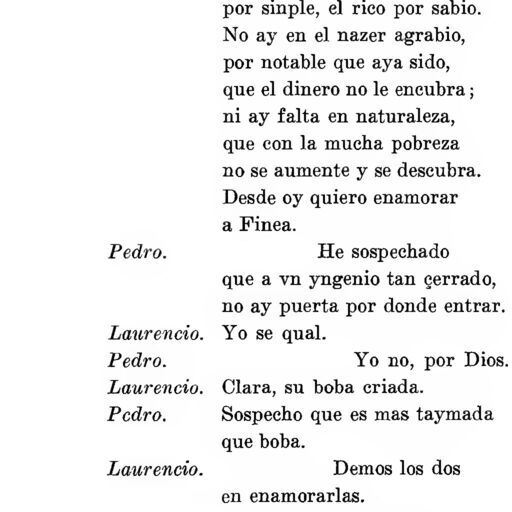 por sinple, el rico por sabio.
No ay en el nazer agrabio,
por notable que aya sido,
que el dinero no le encubra;
ni ay falta en naturaleza,
que con la mucha pobreza
no se aumente y se descubra.
Desde oy quiero enamorar
a Finea.
Pedro. He sospechado
que a vn yngenio tan çerrado,
no ay puerta por donde entrar.
Laurencio. Yo se qual.
Pedro. Yo no, por Dios.
Laurencio. Clara, su boba criada.
Pedro. Sospecho que es mas taymada
que boba.
Laurencio. Demos los dos
en enamorarlas.